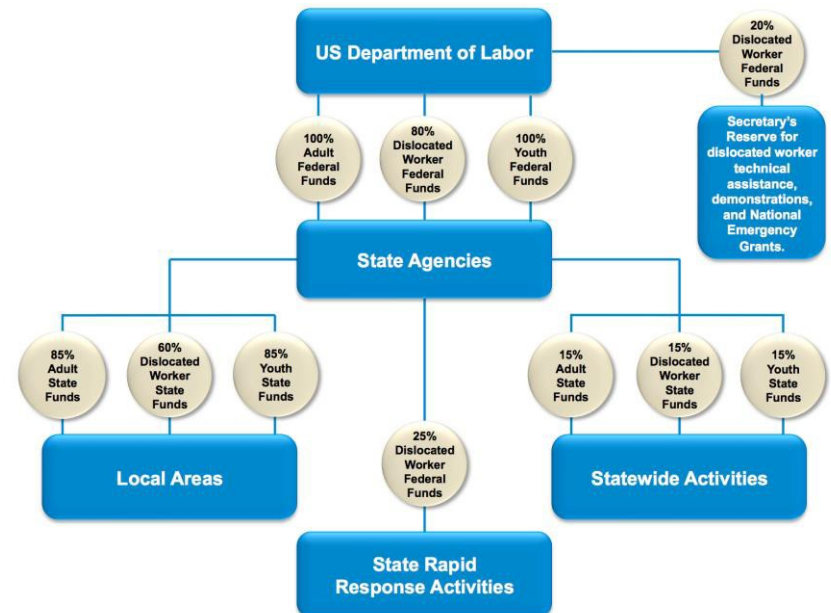 US Department of Labor
20%
Dislocated
Worker
Federal
Funds
100%
Adult
Federal
Funds
80%
Dislocated
Worker
Federal
Funds
100%
Youth
Federal
Funds
Secretary's
Reserve for
dislocated worker
technical
assistance,
demonstrations,
and National
Emergency
Grants.
State Agencies
85%
Adult
State
Funds
60%
Dislocated
Worker
State
Funds
85%
Youth
State
Funds
15%
Adult
State
Funds
15%
Dislocated
Worker
State
Funds
15%
Youth
State
Funds
Local Areas
25%
Dislocated
Worker
Federal
Funds
Statewide Activities
State Rapid
Response Activities